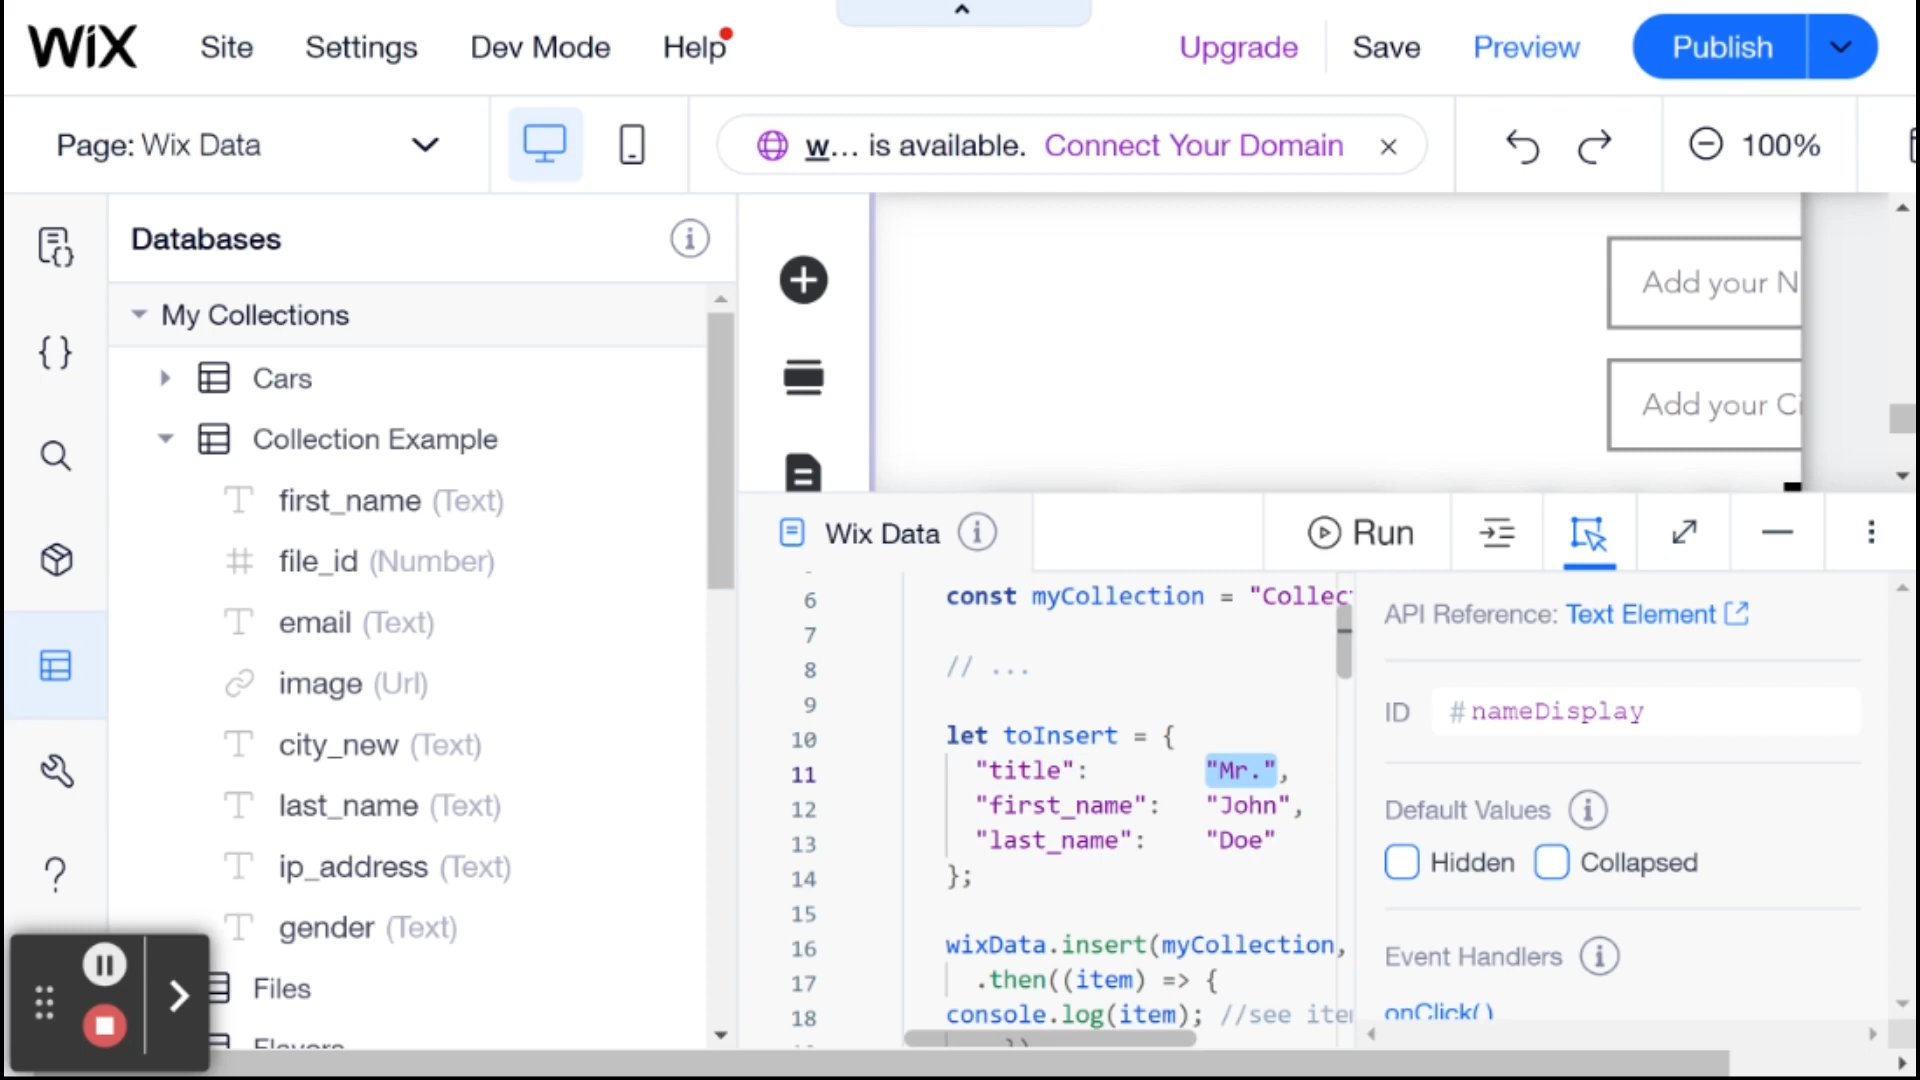 WiX Site Settings Dev Mode Help Upgrade Save Preview Publish
Page: Wix Data w... is available. Connect Your Domain × 100%
Databases
My Collections
Cars
Collection Example
first_name (Text)
file_id (Number)
email (Text)
image (Url)
city_new (Text)
last_name (Text)
ip_address (Text)
gender (Text)
Files
Add your N
Add your Ci
Wix Data Run
6 const myCollection = "Collec
7
8 // ...
9
10 let toInsert = {
11 "title": "Mr.",
12 "first_name": "John",
13 "last_name": "Doe"
14 };
15
16 wixData.insert(myCollection,
17 .then((item) => {
18 console.log(item); //see ite
})
API Reference: Text Element
ID #nameDisplay
Default Values
Hidden Collapsed
Event Handlers
onClick()